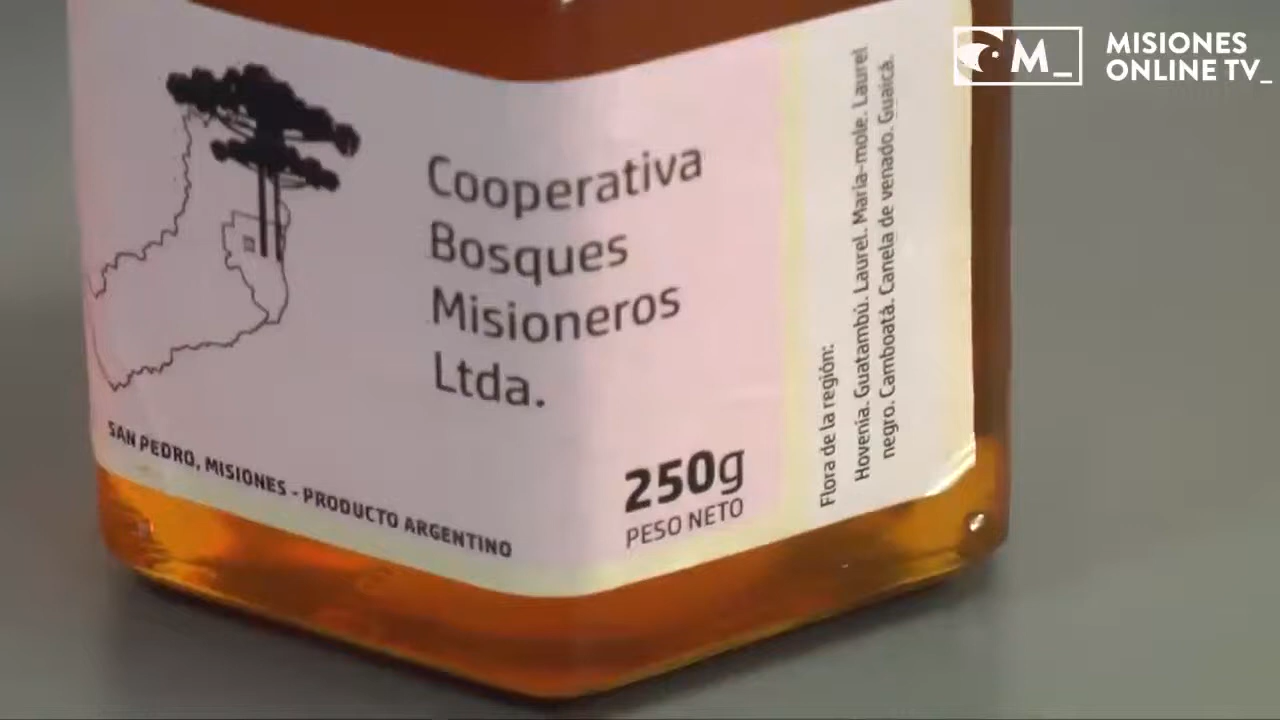 Cooperativa
Bosques
Misioneros
Ltda.
SAN PEDRO, MISIONES - PRODUCTO ARGENTINO
250g
PESO NETO
Flora de la región:
Hovenia. Guatambú. Laurel. María-mole. Laurel
negro. Camboatá. Canela de venado. Guaicá.
M_
MISIONES
ONLINE TV_